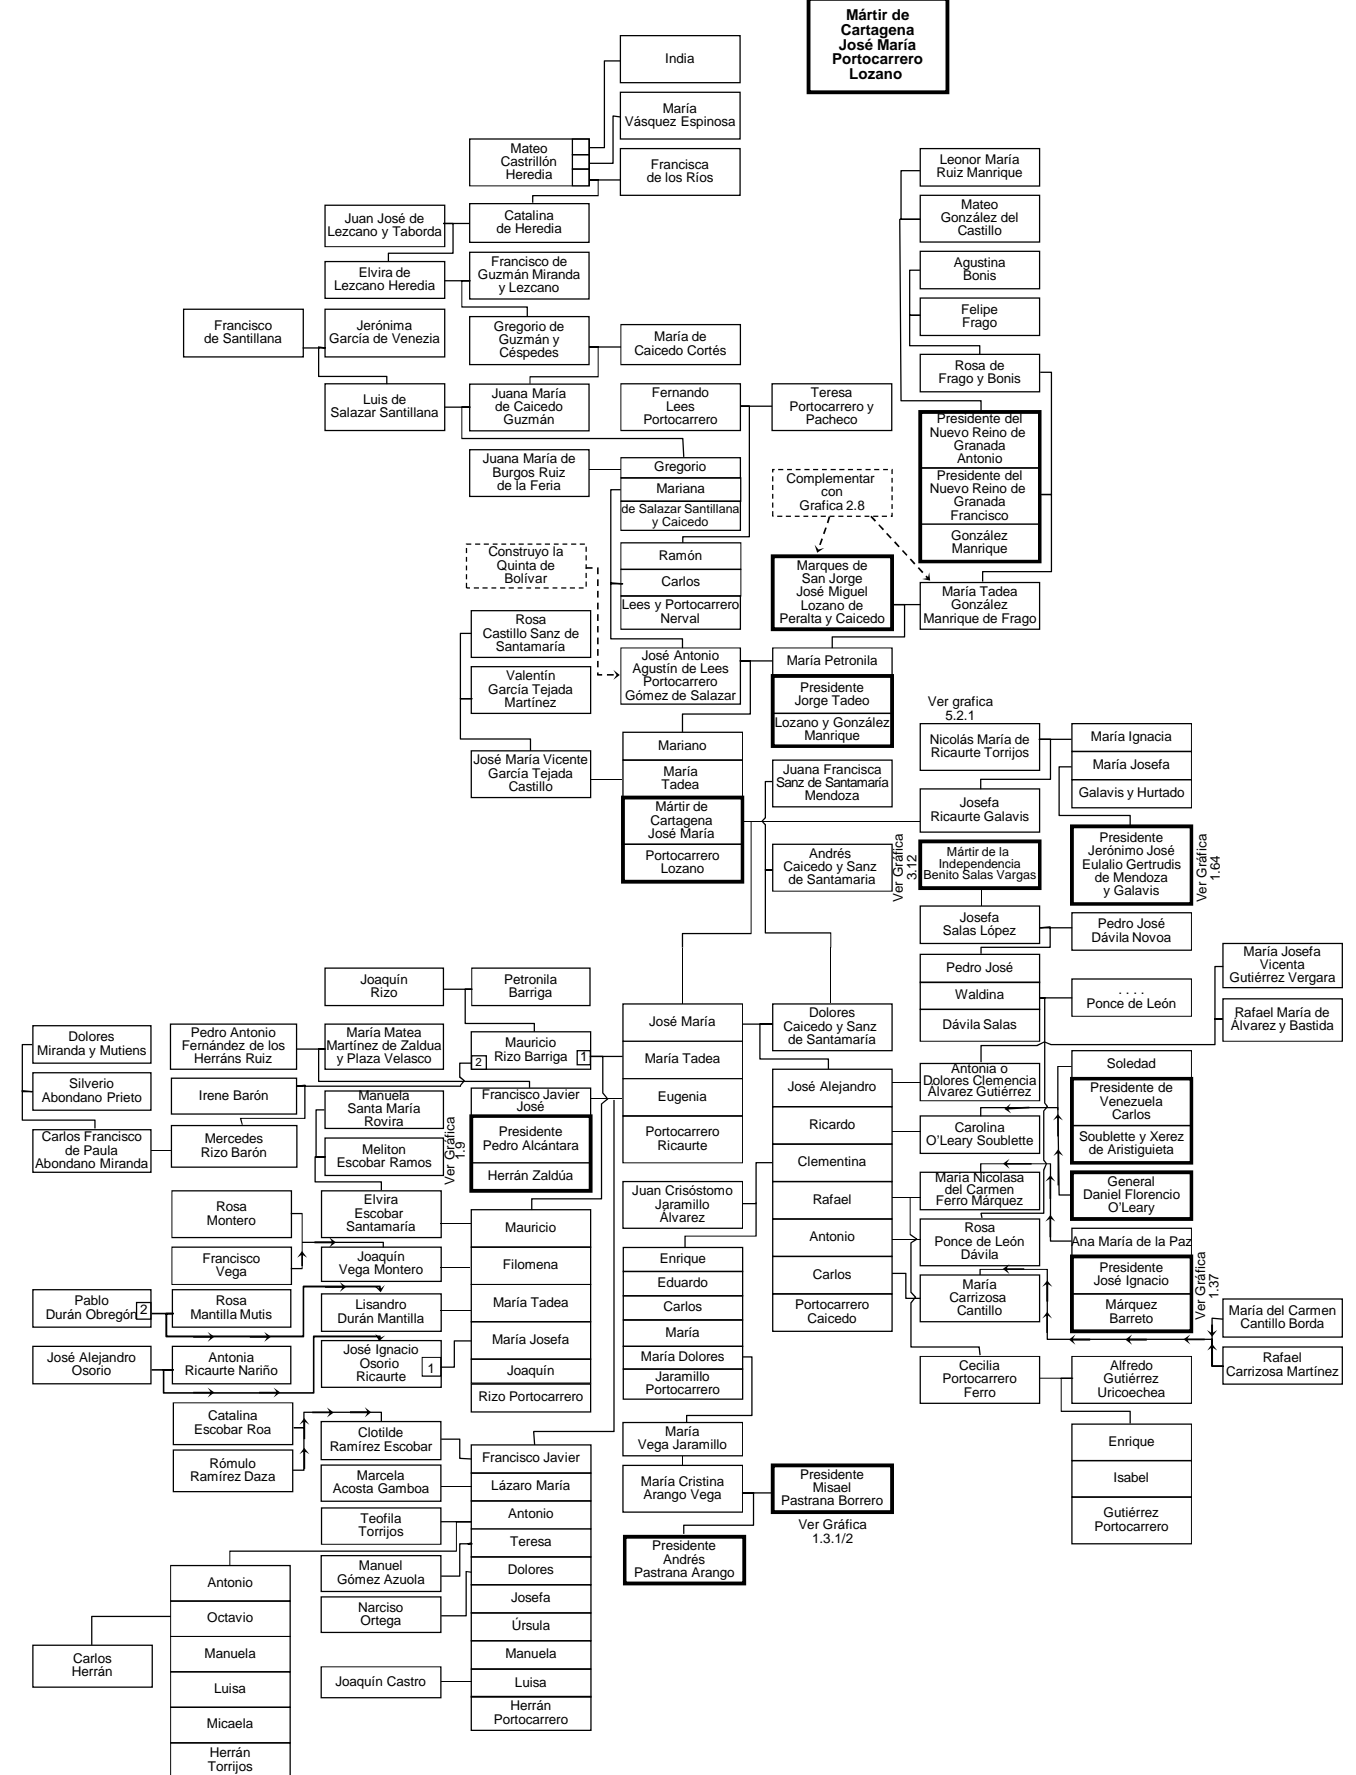 Mártir de
Cartagena
José María
Portocarrero
Lozano
India
María
Vásquez Espinosa
Mateo
Castrillón
Heredia
Francisca
de los Ríos
Leonor María
Ruiz Manrique
Juan José de
Lezcano y Taborda
Catalina
de Heredia
Mateo
González del
Castillo
Elvira de
Lezcano Heredia
Francisco de
Guzmán Miranda
y Lezcano
Agustina
Bonis
Francisco
de Santillana
Jerónima
García de Venezia
Gregorio de
Guzmán y
Céspedes
María de
Caicedo Cortés
Felipe
Frago
Rosa de
Frago y Bonis
Luis de
Salazar Santillana
Juana María
de Caicedo
Guzmán
Fernando
Lees
Portocarrero
Teresa
Portocarrero y
Pacheco
Presidente del
Nuevo Reino de
Granada
Antonio
Presidente del
Nuevo Reino de
Granada
Francisco
González
Manrique
Juana María de
Burgos Ruiz
de la Feria
Gregorio
Mariana
de Salazar Santillana
y Caicedo
Complementar
con
Grafica 2.8
Construyo la
Quinta de
Bolívar
Ramón
Carlos
Lees y Portocarrero
Nerval
Marques de
San Jorge
José Miguel
Lozano de
Peralta y Caicedo
María Tadea
González
Manrique de Frago
Rosa
Castillo Sanz de
Santamaría
Valentín
García Tejada
Martínez
José Antonio
Agustín de Lees
Portocarrero
Gómez de Salazar
María Petronila
Presidente
Jorge Tadeo
Lozano y González
Manrique
Ver grafica
5.2.1
José María Vicente
García Tejada
Castillo
Mariano
María
Tadea
Mártir de
Cartagena
José María
Portocarrero
Lozano
Juana Francisca
Sanz de Santamaría
Mendoza
Nicolás María de
Ricaurte Torrijos
María Ignacia
María Josefa
Galavis y Hurtado
Josefa
Ricaurte Galavis
Andrés
Caicedo y Sanz
de Santamaria
Ver Gráfica
3.12
Mártir de la
Independencia
Benito Salas Vargas
Presidente
Jerónimo José
Eulalio Gertrudis
de Mendoza
y Galavis
Ver Gráfica
1.64
Josefa
Salas López
Pedro José
Dávila Novoa
Pedro José
Waldina
Dávila Salas
. . . .
Ponce de León
María Josefa
Vicenta
Gutiérrez Vergara
Rafael María de
Álvarez y Bastida
Joaquín
Rizo
Petronila
Barriga
Dolores
Miranda y Mutiens
Pedro Antonio
Fernández de los
Herráns Ruiz
María Matea
Martínez de Zaldua
y Plaza Velasco
Mauricio
Rizo Barriga
2
1
José María
María Tadea
Eugenia
Portocarrero
Ricaurte
Dolores
Caicedo y Sanz
de Santamaría
Silverio
Abondano Prieto
Irene Barón
Manuela
Santa María
Rovira
Francisco Javier
José
Presidente
Pedro Alcántara
Herrán Zaldúa
Carlos Francisco
de Paula
Abondano Miranda
Mercedes
Rizo Barón
Meliton
Escobar Ramos
Ver Gráfica
1.9
José Alejandro
Ricardo
Clementina
Rafael
Antonio
Carlos
Portocarrero
Caicedo
Antonia o
Dolores Clemencia
Álvarez Gutiérrez
Carolina
O'Leary Soublette
María Nicolasa
del Carmen
Ferro Márquez
Rosa
Ponce de León
Dávila
María
Carrizosa
Cantillo
Soledad
Presidente de
Venezuela
Carlos
Soublette y Xerez
de Aristiguieta
General
Daniel Florencio
O'Leary
Ana María de la Paz
Presidente
José Ignacio
Márquez
Barreto
Ver Gráfica
1.37
María del Carmen
Cantillo Borda
Rafael
Carrizosa Martínez
Rosa
Montero
Francisco
Vega
Elvira
Escobar
Santamaría
Joaquín
Vega Montero
Mauricio
Filomena
María Tadea
María Josefa
Joaquín
Rizo Portocarrero
Juan Crisóstomo
Jaramillo
Álvarez
Enrique
Eduardo
Carlos
María
María Dolores
Jaramillo
Portocarrero
Pablo
Durán Obregón
2
Rosa
Mantilla Mutis
Lisandro
Durán Mantilla
José Alejandro
Osorio
Antonia
Ricaurte Nariño
José Ignacio
Osorio
Ricaurte
1
Cecilia
Portocarrero
Ferro
Alfredo
Gutiérrez
Uricoechea
Enrique
Isabel
Gutiérrez
Portocarrero
Catalina
Escobar Roa
Rómulo
Ramírez Daza
Clotilde
Ramírez Escobar
Marcela
Acosta Gamboa
Teofila
Torrijos
Manuel
Gómez Azuola
Narciso
Ortega
Joaquín Castro
Francisco Javier
Lázaro María
Antonio
Teresa
Dolores
Josefa
Úrsula
Manuela
Luisa
Herrán
Portocarrero
María
Vega Jaramillo
María Cristina
Arango Vega
Presidente
Misael
Pastrana Borrero
Ver Gráfica
1.3.1/2
Presidente
Andrés
Pastrana Arango
Antonio
Octavio
Manuela
Luisa
Micaela
Herrán
Torrijos
Carlos
Herrán